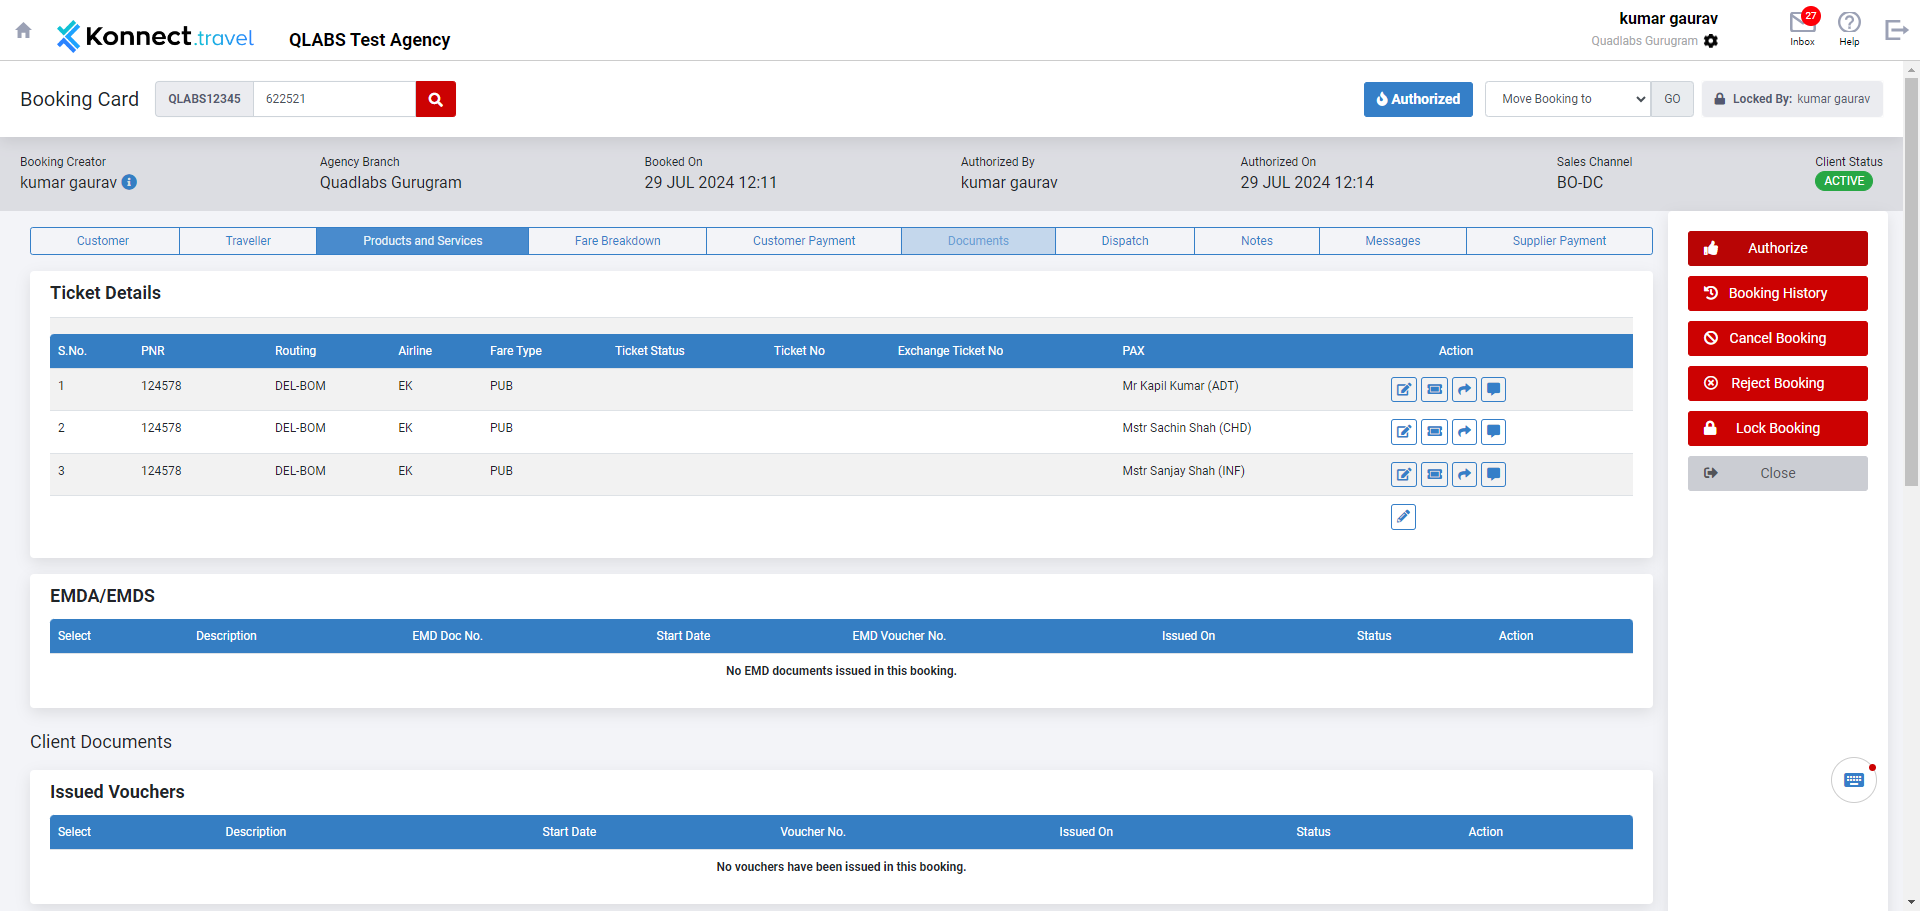 Konnect.travel
QLABS Test Agency
kumar gaurav
Quadlabs Gurugram
27
Inbox
Help
Booking Card
QLABS12345
622521
Authorized
Move Booking to
GO
Locked By: kumar gaurav
Booking Creator
kumar gaurav
Agency Branch
Quadlabs Gurugram
Booked On
29 JUL 2024 12:11
Authorized By
kumar gaurav
Authorized On
29 JUL 2024 12:14
Sales Channel
BO-DC
Client Status
ACTIVE
Customer
Traveller
Products and Services
Fare Breakdown
Customer Payment
Documents
Dispatch
Notes
Messages
Supplier Payment
Authorize
Booking History
Cancel Booking
Reject Booking
Lock Booking
Close
Ticket Details
S.No. PNR Routing Airline Fare Type Ticket Status Ticket No Exchange Ticket No PAX Action
1 124578 DEL-BOM EK PUB Mr Kapil Kumar (ADT)
2 124578 DEL-BOM EK PUB Mstr Sachin Shah (CHD)
3 124578 DEL-BOM EK PUB Mstr Sanjay Shah (INF)
EMDA/EMDS
Select Description EMD Doc No. Start Date EMD Voucher No. Issued On Status Action
No EMD documents issued in this booking.
Client Documents
Issued Vouchers
Select Description Start Date Voucher No. Issued On Status Action
No vouchers have been issued in this booking.